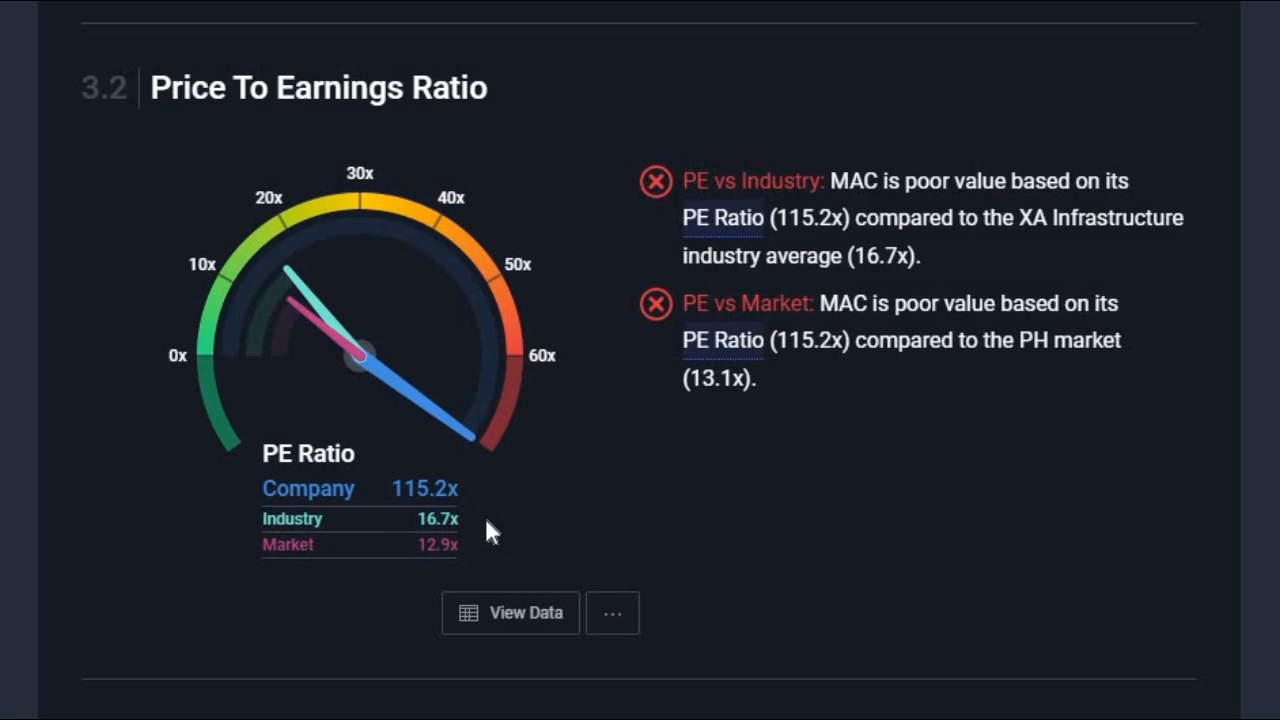 3.2 Price To Earnings Ratio
30x
20x
40x
10x
50x
0x
60x
PE Ratio
Company 115.2x
Industry 16.7x
Market 12.9x
View Data ...
PE vs Industry: MAC is poor value based on its
PE Ratio (115.2x) compared to the XA Infrastructure
industry average (16.7x).
PE vs Market: MAC is poor value based on its
PE Ratio (115.2x) compared to the PH market
(13.1x).